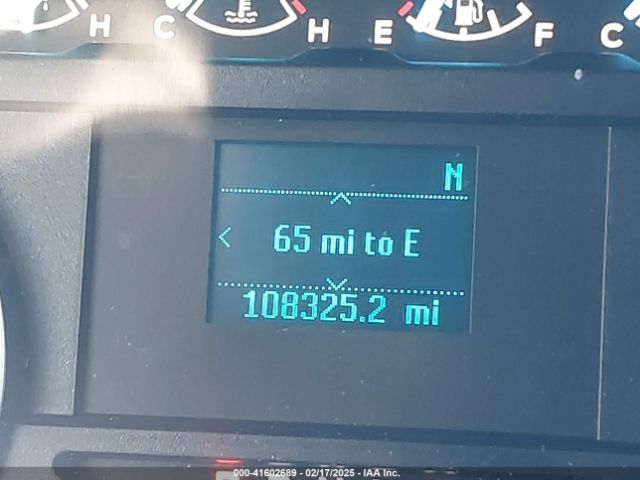 H C H E F C
N
65 mi to E
108325.2 mi
000-41602689 - 02/17/2025 - IAA Inc.